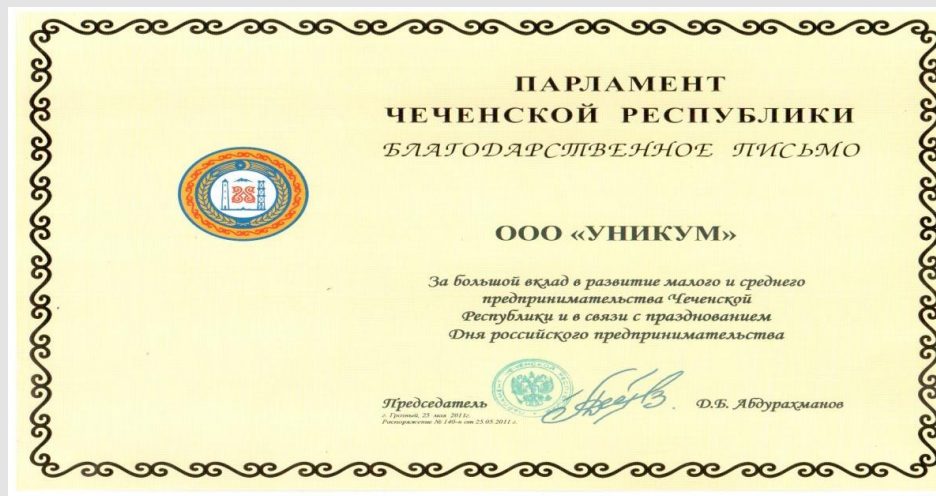 ПАРЛАМЕНТ
ЧЕЧЕНСКОЙ РЕСПУБЛИКИ
БЛАГОДАРСТВЕННОЕ ПИСЬМО
ООО «УНИКУМ»
За большой вклад в развитие малого и среднего
предпринимательства Чеченской
Республики и в связи с празднованием
Дня российского предпринимательства
Председатель
Д.Б. Абдурахманов
г. Грозный, 25 мая 2011г.
Распоряжение № 140-п от 25.05.2011 г.